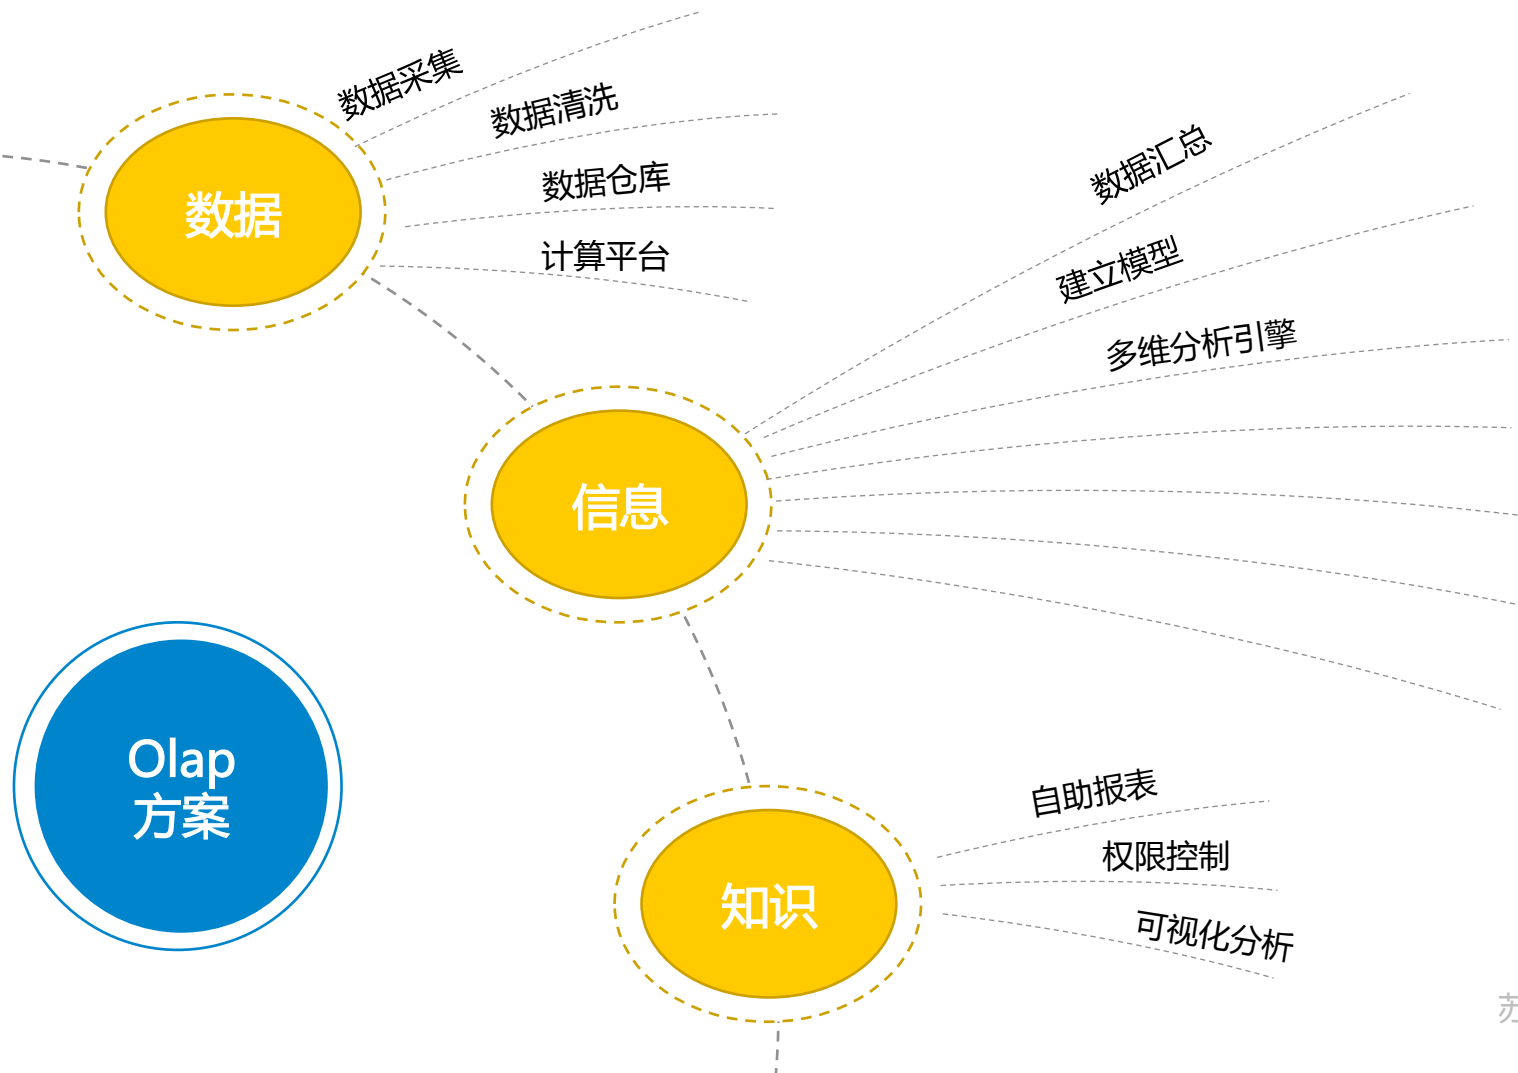 数据采集
数据清洗
数据仓库
计算平台
数据
数据汇总
建立模型
多维分析引擎
信息
Olap
方案
自助报表
权限控制
可视化分析
知识